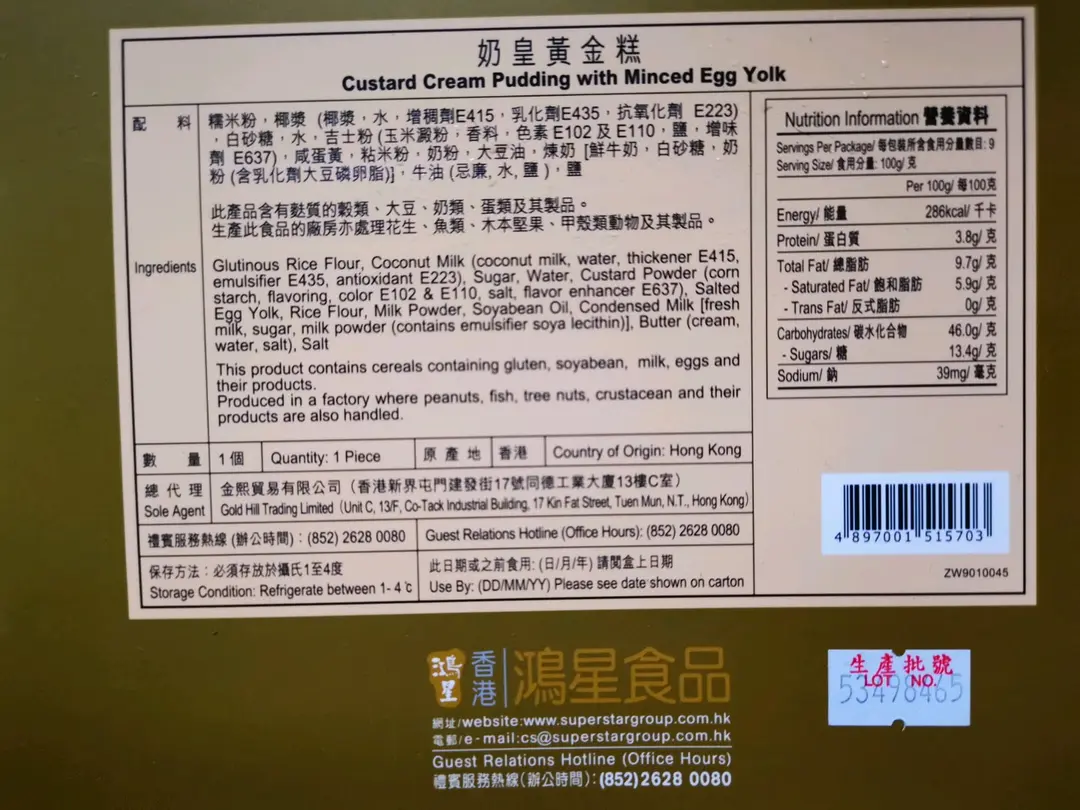 奶皇黃金糕
Custard Cream Pudding with Minced Egg Yolk
配 料
糯米粉，椰漿 (椰漿，水，增稠劑E415，乳化劑E435，抗氧化劑 E223)
，白砂糖，水，吉士粉 (玉米澱粉，香料，色素 E102 及 E110，鹽，增味
劑 E637)，咸蛋黃，粘米粉，奶粉，大豆油，煉奶 [鮮牛奶，白砂糖，奶
粉 (含乳化劑大豆磷卵脂)]，牛油 (忌廉, 水, 鹽)，鹽
此產品含有麩質的穀類、大豆、奶類、蛋類及其製品。
生產此食品的廠房亦處理花生、魚類、木本堅果、甲殼類動物及其製品。
Ingredients
Glutinous Rice Flour, Coconut Milk (coconut milk, water, thickener E415,
emulsifier E435, antioxidant E223), Sugar, Water, Custard Powder (corn
starch, flavoring, color E102 & E110, salt, flavor enhancer E637), Salted
Egg Yolk, Rice Flour, Milk Powder, Soyabean Oil, Condensed Milk [fresh
milk, sugar, milk powder (contains emulsifier soya lecithin)], Butter (cream,
water, salt), Salt
This product contains cereals containing gluten, soyabean, milk, eggs and
their products.
Produced in a factory where peanuts, fish, tree nuts, crustacean and their
products are also handled.
數 量 1個 Quantity: 1 Piece 原產地 香港 Country of Origin: Hong Kong
總代理 金熙貿易有限公司（香港新界屯門建發街17號同德工業大廈13樓C室）
Sole Agent Gold Hill Trading Limited (Unit C, 13/F, Co-Tack Industrial Building, 17 Kin Fat Street, Tuen Mun, N.T., Hong Kong)
禮賓服務熱線 (辦公時間)：(852) 2628 0080 Guest Relations Hotline (Office Hours): (852) 2628 0080
保存方法：必須存放於攝氏1至4度
Storage Condition: Refrigerate between 1- 4℃
此日期或之前食用: (日/月/年) 請閱盒上日期
Use By: (DD/MM/YY) Please see date shown on carton
Nutrition Information 營養資料
Servings Per Package/ 每包裝所含食用分量數目: 9
Serving Size/ 食用分量: 100g/ 克
Per 100g/ 每100克
Energy/ 能量 286kcal/ 千卡
Protein/ 蛋白質 3.8g/ 克
Total Fat/ 總脂肪 9.7g/ 克
- Saturated Fat/ 飽和脂肪 5.9g/ 克
- Trans Fat/ 反式脂肪 0g/ 克
Carbohydrates/ 碳水化合物 46.0g/ 克
- Sugars/ 糖 13.4g/ 克
Sodium/ 鈉 39mg/ 毫克
4 897001 515703
ZW9010045
鴻星
香港
鴻星食品
網址/website:www.superstargroup.com.hk
電郵/e-mail:cs@superstargroup.com.hk
Guest Relations Hotline (Office Hours)
禮賓服務熱線(辦公時間):(852)2628 0080
生產批號
LOT NO.
53498465